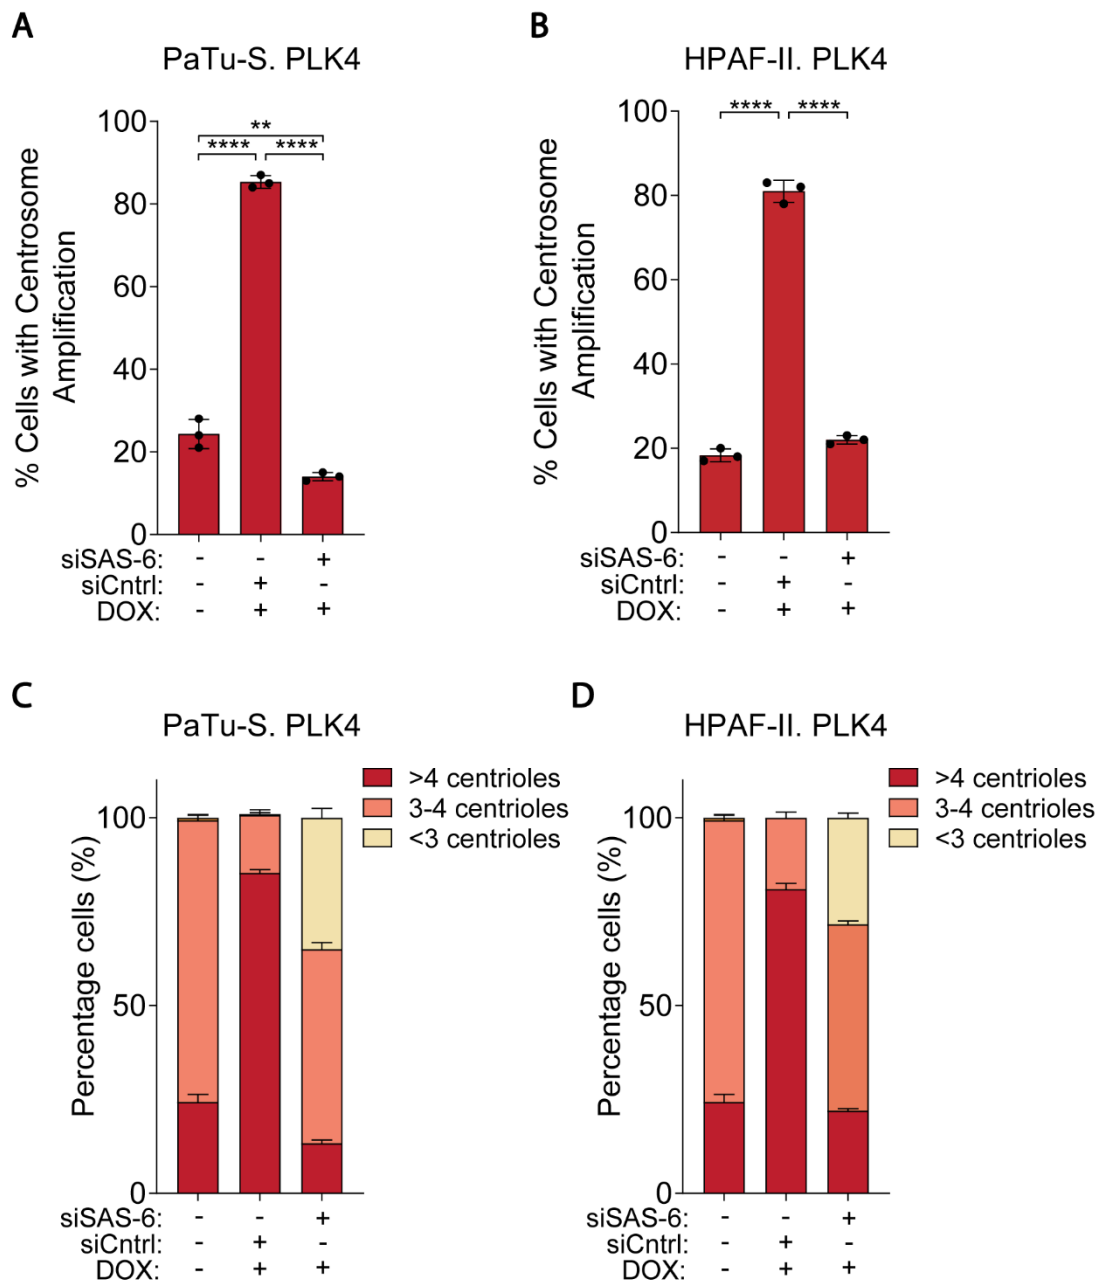 A
PaTu-S. PLK4
% Cells with Centrosome
Amplification
100
80
60
40
20
0
**
**** ****
siSAS-6: - - +
siCntrl: - + -
DOX: - + +
B
HPAF-II. PLK4
% Cells with Centrosome
Amplification
100
80
60
40
20
0
**** ****
siSAS-6: - - +
siCntrl: - + -
DOX: - + +
C
PaTu-S. PLK4
>4 centrioles
3-4 centrioles
<3 centrioles
Percentage cells (%)
100
50
0
siSAS-6: - - +
siCntrl: - + -
DOX: - + +
D
HPAF-II. PLK4
>4 centrioles
3-4 centrioles
<3 centrioles
Percentage cells (%)
100
50
0
siSAS-6: - - +
siCntrl: - + -
DOX: - + +